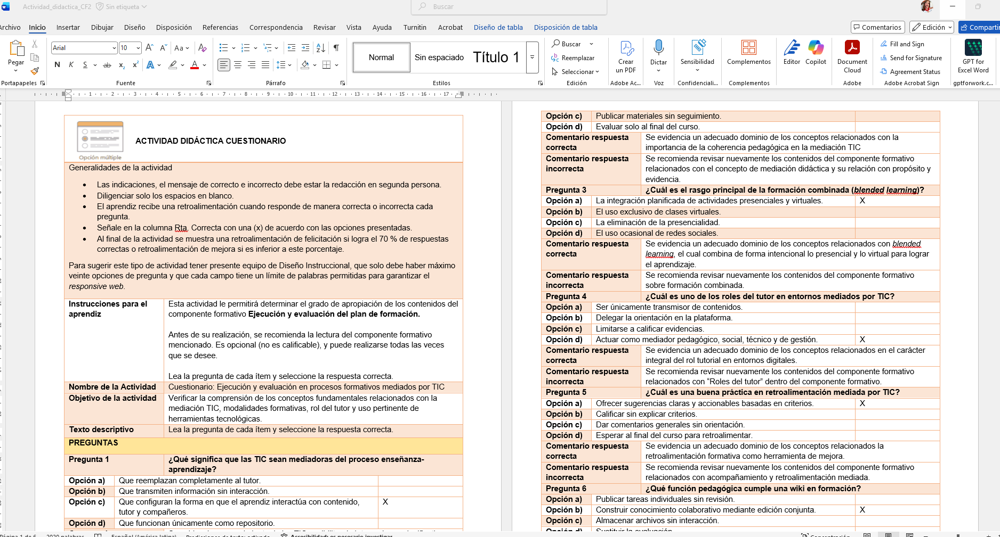 Actividad_didactica_CF2 Sin etiqueta
Buscar
Archivo Inicio Insertar Dibujar Diseño Disposición Referencias Correspondencia Revisar Vista Ayuda Turnitin Acrobat Diseño de tabla Disposición de tabla
Comentarios Edición Compartir
Pegar
Portapapeles
Arial 10
Aa
N K S ab x₂ x² A A
Fuente
Párrafo
Normal Sin espaciado Título 1
Estilos
Buscar
Reemplazar
Seleccionar
Edición
Crear
un PDF
Adobe Ac...
Dictar
Voz
Sensibilidad
Confidenciali...
Complementos
Complementos
Editor Copilot
Document
Cloud
Adobe
Fill and Sign
Send for Signature
Agreement Status
Adobe Acrobat Sign
GPT for
Excel Word
gptforwork.c...
1 2 3 4 5 6 7 8 9 10 11 12 13 14 15 16 17
Opción múltiple
ACTIVIDAD DIDÁCTICA CUESTIONARIO
Generalidades de la actividad
• Las indicaciones, el mensaje de correcto e incorrecto debe estar la redacción en segunda persona.
• Diligenciar solo los espacios en blanco.
• El aprendiz recibe una retroalimentación cuando responde de manera correcta o incorrecta cada
pregunta.
• Señale en la columna Rta. Correcta con una (x) de acuerdo con las opciones presentadas.
• Al final de la actividad se muestra una retroalimentación de felicitación si logra el 70 % de respuestas
correctas o retroalimentación de mejora si es inferior a este porcentaje.
Para sugerir este tipo de actividad tener presente equipo de Diseño Instruccional, que solo debe haber máximo
veinte opciones de pregunta y que cada campo tiene un límite de palabras permitidas para garantizar el
responsive web.
Instrucciones para el
aprendiz
Esta actividad le permitirá determinar el grado de apropiación de los contenidos del
componente formativo Ejecución y evaluación del plan de formación.
Antes de su realización, se recomienda la lectura del componente formativo
mencionado. Es opcional (no es calificable), y puede realizarse todas las veces
que se desee.
Lea la pregunta de cada ítem y seleccione la respuesta correcta.
Nombre de la Actividad Cuestionario: Ejecución y evaluación en procesos formativos mediados por TIC
Objetivo de la actividad Verificar la comprensión de los conceptos fundamentales relacionados con la
mediación TIC, modalidades formativas, rol del tutor y uso pertinente de
herramientas tecnológicas.
Texto descriptivo Lea la pregunta de cada ítem y seleccione la respuesta correcta.
PREGUNTAS
Pregunta 1 ¿Qué significa que las TIC sean mediadoras del proceso enseñanza-
aprendizaje?
Opción a) Que reemplazan completamente al tutor.
Opción b) Que transmiten información sin interacción.
Opción c) Que configuran la forma en que el aprendiz interactúa con contenido, X
tutor y compañeros.
Opción d) Que funcionan únicamente como repositorio.
Opción c) Publicar materiales sin seguimiento.
Opción d) Evaluar solo al final del curso.
Comentario respuesta
correcta
Se evidencia un adecuado dominio de los conceptos relacionados con la
importancia de la coherencia pedagógica en la mediación TIC
Comentario respuesta
incorrecta
Se recomienda revisar nuevamente los contenidos del componente formativo
relacionados con el concepto de mediación didáctica y su relación con propósito y
evidencia.
Pregunta 3 ¿Cuál es el rasgo principal de la formación combinada (blended learning)?
Opción a) La integración planificada de actividades presenciales y virtuales. X
Opción b) El uso exclusivo de clases virtuales.
Opción c) La eliminación de la presencialidad.
Opción d) El uso ocasional de redes sociales.
Comentario respuesta
correcta
Se evidencia un adecuado dominio de los conceptos relacionados con blended
learning, el cual combina de forma intencional lo presencial y lo virtual para lograr
el aprendizaje.
Comentario respuesta
incorrecta
Se recomienda revisar nuevamente los contenidos del componente formativo
sobre formación combinada.
Pregunta 4 ¿Cuál es uno de los roles del tutor en entornos mediados por TIC?
Opción a) Ser únicamente transmisor de contenidos.
Opción b) Delegar la orientación en la plataforma.
Opción c) Limitarse a calificar evidencias.
Opción d) Actuar como mediador pedagógico, social, técnico y de gestión. X
Comentario respuesta
correcta
Se evidencia un adecuado dominio de los conceptos relacionados en el carácter
integral del rol tutorial en entornos digitales.
Comentario respuesta
incorrecta
Se recomienda revisar nuevamente los contenidos del componente formativo
relacionados con “Roles del tutor” dentro del componente formativo.
Pregunta 5 ¿Cuál es una buena práctica en retroalimentación mediada por TIC?
Opción a) Ofrecer sugerencias claras y accionables basadas en criterios. X
Opción b) Calificar sin explicar criterios.
Opción c) Dar comentarios generales sin orientación.
Opción d) Esperar al final del curso para retroalimentar.
Comentario respuesta
correcta
Se evidencia un adecuado dominio de los conceptos relacionados la
retroalimentación formativa como herramienta de mejora.
Comentario respuesta
incorrecta
Se recomienda revisar nuevamente los contenidos del componente formativo
relacionados con acompañamiento y retroalimentación mediada.
Pregunta 6 ¿Qué función pedagógica cumple una wiki en formación?
Opción a) Publicar tareas individuales sin revisión.
Opción b) Construir conocimiento colaborativo mediante edición conjunta. X
Opción c) Almacenar archivos sin interacción.
Opción d) Sustituir la evaluación.
Página 1 de 6 2020 palabras Español (América latina) Predicciones de texto: activado Accesibilidad: es necesario investigar Concentración